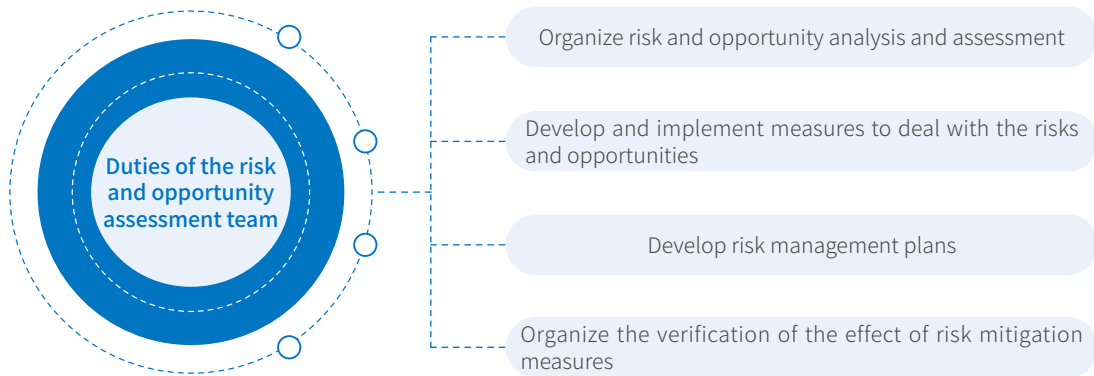 Duties of the risk
and opportunity
assessment team
Organize risk and opportunity analysis and assessment
Develop and implement measures to deal with the risks
and opportunities
Develop risk management plans
Organize the verification of the effect of risk mitigation
measures